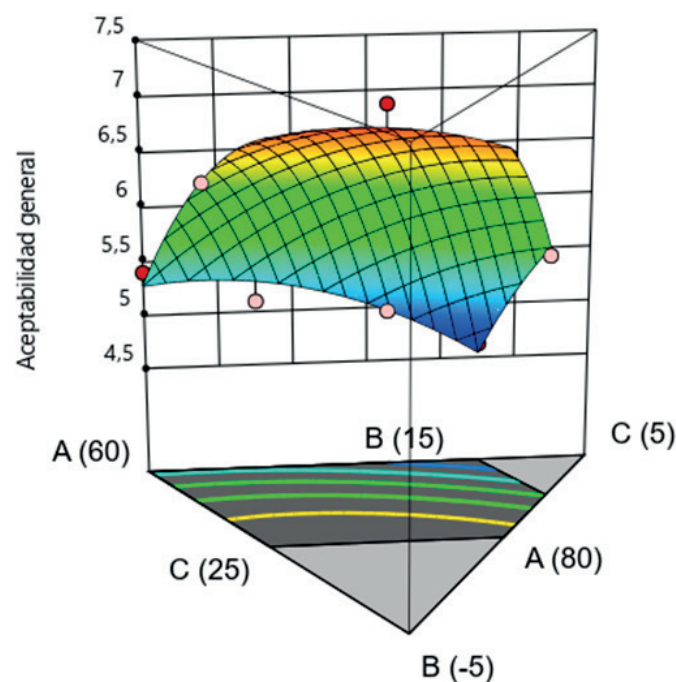 7,5
7
6,5
6
5,5
5
4,5
Aceptabilidad general
A (60)
B (15)
C (5)
C (25)
A (80)
B (-5)